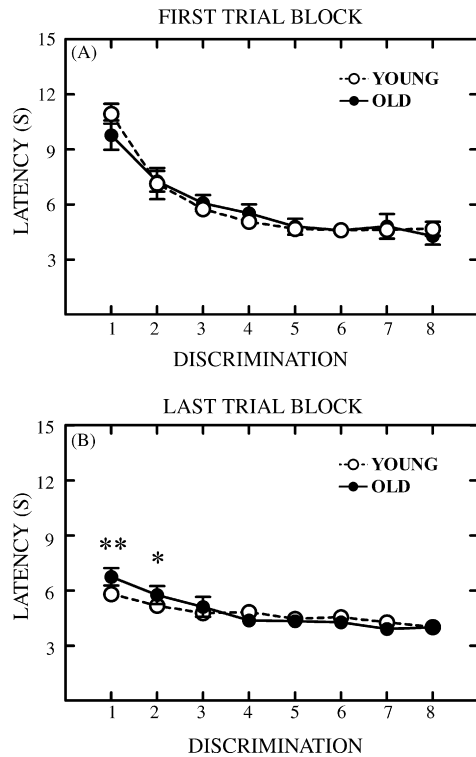 FIRST TRIAL BLOCK
(A)
YOUNG
OLD
15
12
9
6
3
LATENCY (S)
1 2 3 4 5 6 7 8
DISCRIMINATION
LAST TRIAL BLOCK
(B)
YOUNG
OLD
15
12
9
6
3
LATENCY (S)
** *
1 2 3 4 5 6 7 8
DISCRIMINATION